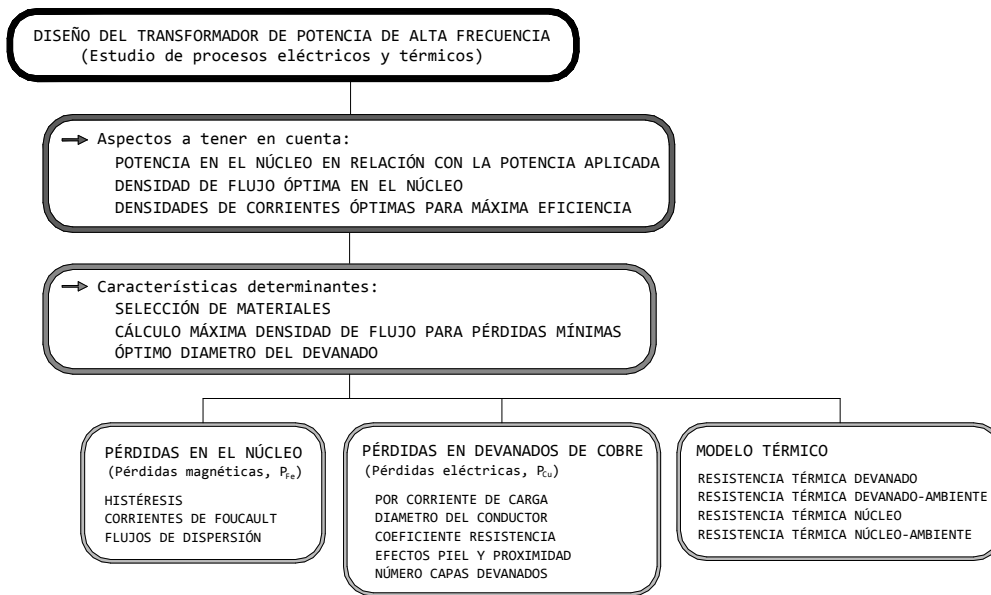 DISEÑO DEL TRANSFORMADOR DE POTENCIA DE ALTA FRECUENCIA
(Estudio de procesos eléctricos y térmicos)
Aspectos a tener en cuenta:
POTENCIA EN EL NÚCLEO EN RELACIÓN CON LA POTENCIA APLICADA
DENSIDAD DE FLUJO ÓPTIMA EN EL NÚCLEO
DENSIDADES DE CORRIENTES ÓPTIMAS PARA MÁXIMA EFICIENCIA
Características determinantes:
SELECCIÓN DE MATERIALES
CÁLCULO MÁXIMA DENSIDAD DE FLUJO PARA PÉRDIDAS MÍNIMAS
ÓPTIMO DIAMETRO DEL DEVANADO
PÉRDIDAS EN EL NÚCLEO
(Pérdidas magnéticas, PFe)
HISTÉRESIS
CORRIENTES DE FOUCAULT
FLUJOS DE DISPERSIÓN
PÉRDIDAS EN DEVANADOS DE COBRE
(Pérdidas eléctricas, PCu)
POR CORRIENTE DE CARGA
DIAMETRO DEL CONDUCTOR
COEFICIENTE RESISTENCIA
EFECTOS PIEL Y PROXIMIDAD
NÚMERO CAPAS DEVANADOS
MODELO TÉRMICO
RESISTENCIA TÉRMICA DEVANADO
RESISTENCIA TÉRMICA DEVANADO-AMBIENTE
RESISTENCIA TÉRMICA NÚCLEO
RESISTENCIA TÉRMICA NÚCLEO-AMBIENTE